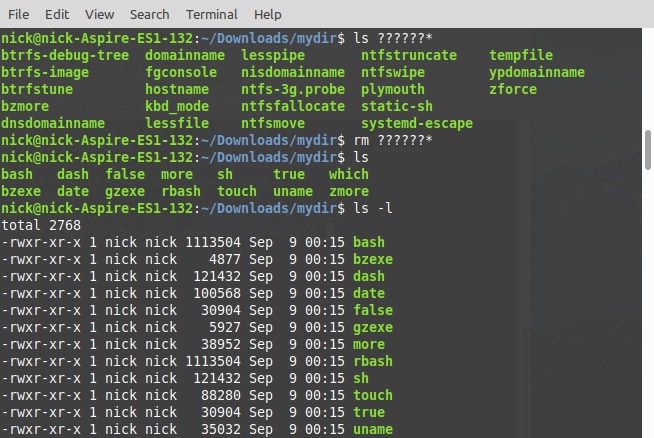 File Edit View Search Terminal Help
nick@nick-Aspire-ES1-132:~/Downloads/mydir$ ls ??????*
btrfs-debug-tree  domainname  lesspipe       ntfstruncate    tempfile
btrfs-image       fgconsole   nisdomainname  ntfswipe        ypdomainname
btrfstune         hostname    ntfs-3g.probe  plymouth        zforce
bzmore            kbd_mode    ntfsfallocate  static-sh
dnsdomainname     lessfile    ntfsmove       systemd-escape
nick@nick-Aspire-ES1-132:~/Downloads/mydir$ rm ??????*
nick@nick-Aspire-ES1-132:~/Downloads/mydir$ ls
bash   dash  false  more   sh     true   which
bzexe  date  gzexe  rbash  touch  uname  zmore
nick@nick-Aspire-ES1-132:~/Downloads/mydir$ ls -l
total 2768
-rwxr-xr-x 1 nick nick 1113504 Sep  9 00:15 bash
-rwxr-xr-x 1 nick nick    4877 Sep  9 00:15 bzexe
-rwxr-xr-x 1 nick nick  121432 Sep  9 00:15 dash
-rwxr-xr-x 1 nick nick  100568 Sep  9 00:15 date
-rwxr-xr-x 1 nick nick   30904 Sep  9 00:15 false
-rwxr-xr-x 1 nick nick    5927 Sep  9 00:15 gzexe
-rwxr-xr-x 1 nick nick   38952 Sep  9 00:15 more
-rwxr-xr-x 1 nick nick 1113504 Sep  9 00:15 rbash
-rwxr-xr-x 1 nick nick  121432 Sep  9 00:15 sh
-rwxr-xr-x 1 nick nick   88280 Sep  9 00:15 touch
-rwxr-xr-x 1 nick nick   30904 Sep  9 00:15 true
-rwxr-xr-x 1 nick nick   35032 Sep  9 00:15 uname